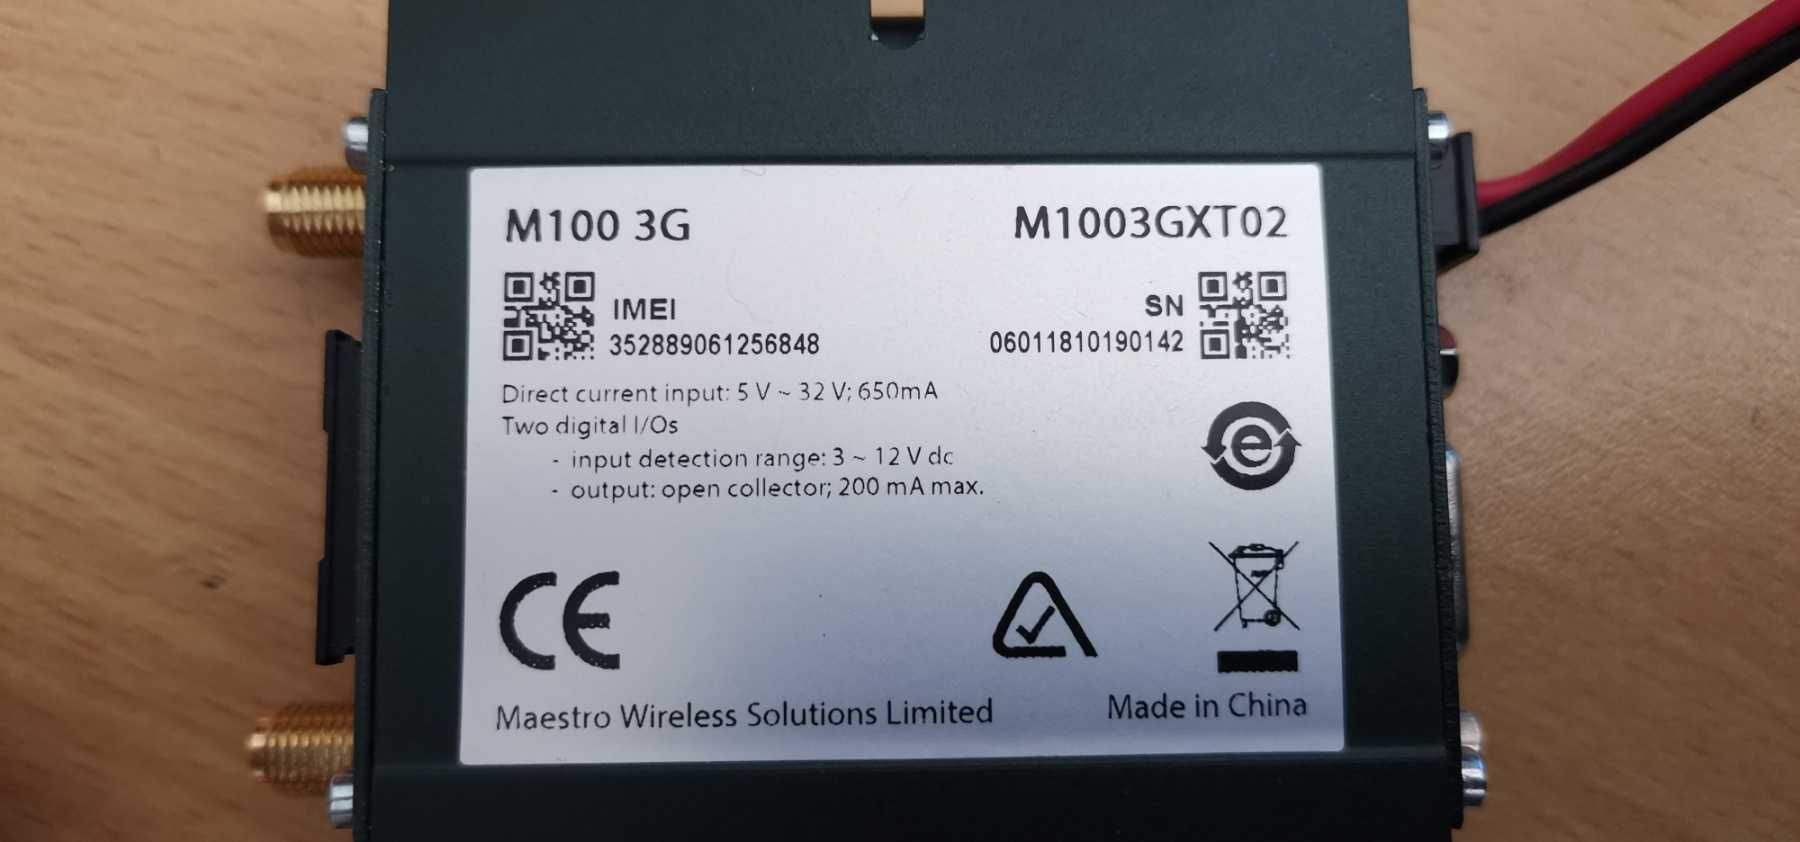 M100 3G
M1003GXT02
IMEI
352889061256848
SN
06011810190142
Direct current input: 5 V ~ 32 V; 650mA
Two digital I/Os
- input detection range: 3 ~ 12 V dc
- output: open collector; 200 mA max.
e
CE
Maestro Wireless Solutions Limited
Made in China